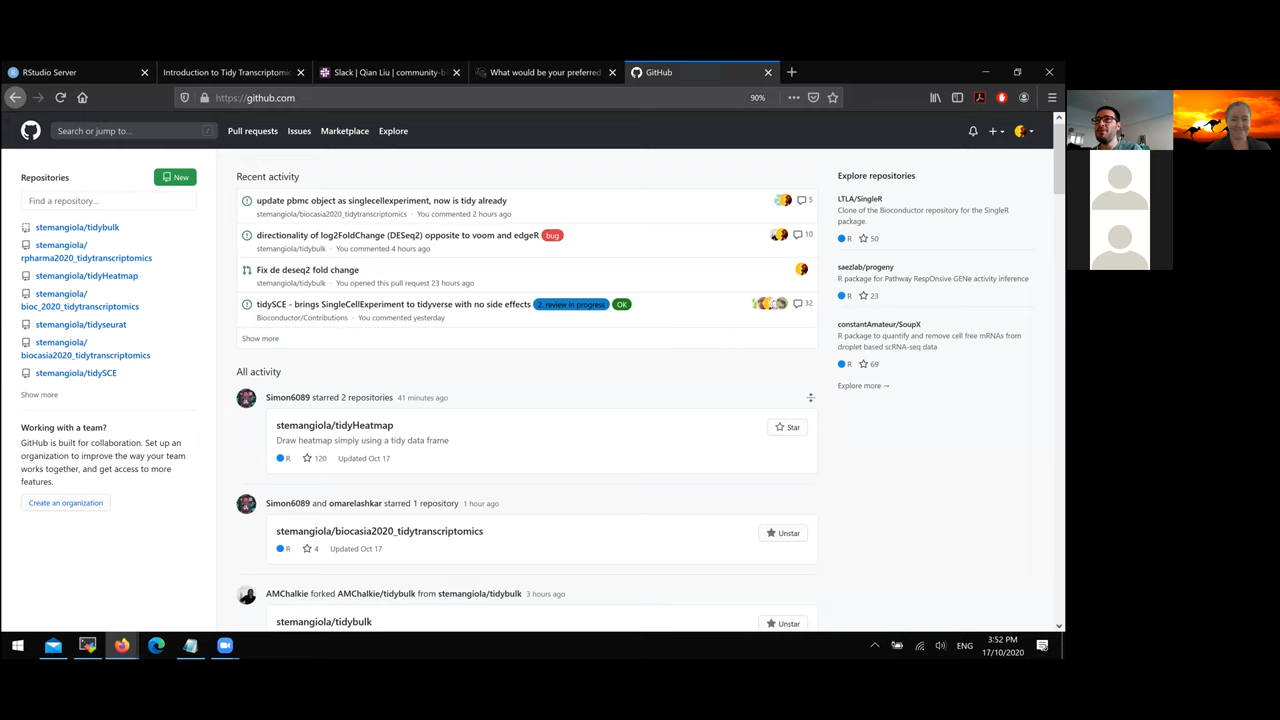 RStudio Server
Introduction to Tidy Transcriptomic
Slack | Qian Liu | community-b
What would be your preferred
GitHub
https://github.com
90%
Search or jump to...
/
Pull requests
Issues
Marketplace
Explore
Repositories
New
Find a repository...
stemangiola/tidybulk
stemangiola/
rpharma2020_tidytranscriptomics
stemangiola/tidyHeatmap
stemangiola/
bioc_2020_tidytranscriptomics
stemangiola/tidyseurat
stemangiola/
biocasia2020_tidytranscriptomics
stemangiola/tidySCE
Show more
Working with a team?
GitHub is built for collaboration. Set up an
organization to improve the way your team
works together, and get access to more
features.
Create an organization
Recent activity
update pbmc object as singlecellexperiment, now is tidy already
5
stemangiola/biocasia2020_tidytranscriptomics · You commented 2 hours ago
directionality of log2FoldChange (DESeq2) opposite to voom and edgeR bug
10
stemangiola/tidybulk · You commented 4 hours ago
Fix de deseq2 fold change
stemangiola/tidybulk · You opened this pull request 23 hours ago
tidySCE - brings SingleCellExperiment to tidyverse with no side effects 2. review in progress OK
32
Bioconductor/Contributions · You commented yesterday
Show more
All activity
Simon6089 starred 2 repositories 41 minutes ago
stemangiola/tidyHeatmap
Star
Draw heatmap simply using a tidy data frame
R 120 Updated Oct 17
Simon6089 and omarelashkar starred 1 repository 1 hour ago
stemangiola/biocasia2020_tidytranscriptomics
Unstar
R 4 Updated Oct 17
AMChalkie forked AMChalkie/tidybulk from stemangiola/tidybulk 3 hours ago
stemangiola/tidybulk
Unstar
Explore repositories
LTLA/SingleR
Clone of the Bioconductor repository for the SingleR
package.
R 50
saezlab/progeny
R package for Pathway RespOnsive GENe activity inference
R 23
constantAmateur/SoupX
R package to quantify and remove cell free mRNAs from
droplet based scRNA-seq data
R 69
Explore more →
ENG
3:52 PM
17/10/2020